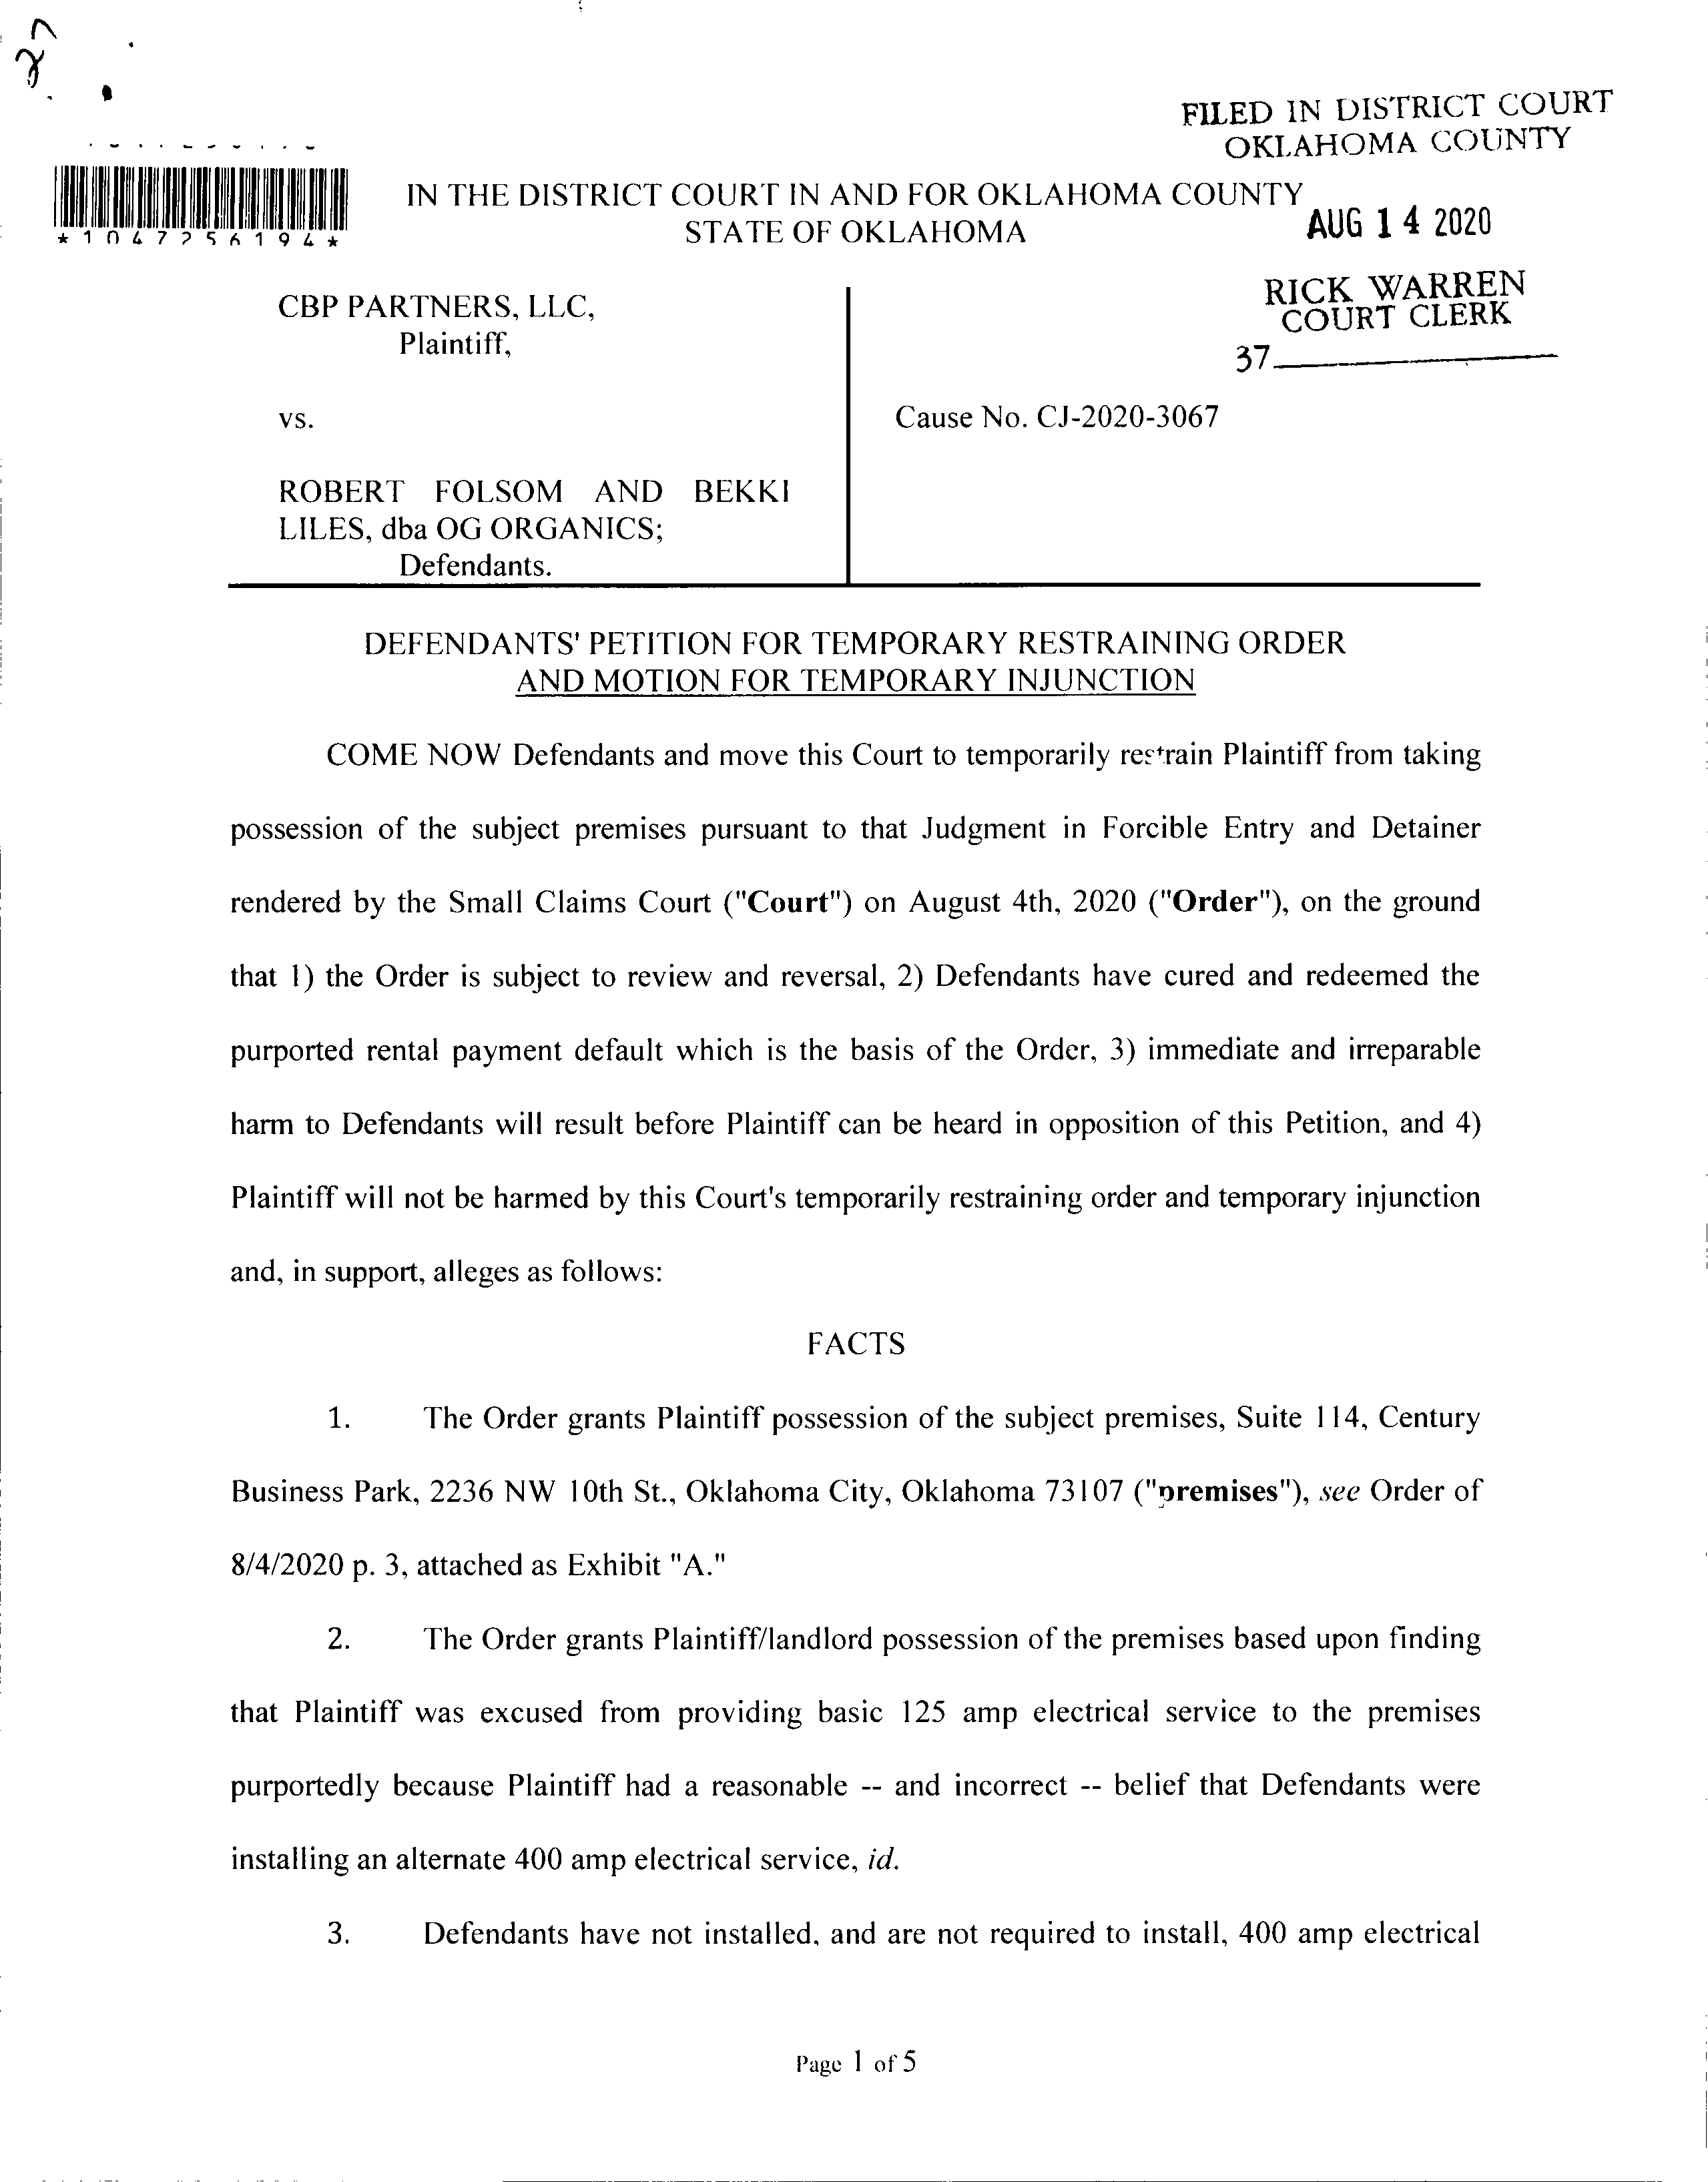 FILED IN DISTRICT COURT
OKLAHOMA COUNTY
IN THE DISTRICT COURT IN AND FOR OKLAHOMA COUNTY
STATE OF OKLAHOMA
AUG 14 2020
*1047256194*
RICK WARREN
COURT CLERK
37
CBP PARTNERS, LLC,
Plaintiff,
vs.
Cause No. CJ-2020-3067
ROBERT FOLSOM AND BEKKI
LILES, dba OG ORGANICS;
Defendants.
DEFENDANTS' PETITION FOR TEMPORARY RESTRAINING ORDER
AND MOTION FOR TEMPORARY INJUNCTION
COME NOW Defendants and move this Court to temporarily restrain Plaintiff from taking
possession of the subject premises pursuant to that Judgment in Forcible Entry and Detainer
rendered by the Small Claims Court ("Court") on August 4th, 2020 ("Order"), on the ground
that 1) the Order is subject to review and reversal, 2) Defendants have cured and redeemed the
purported rental payment default which is the basis of the Order, 3) immediate and irreparable
harm to Defendants will result before Plaintiff can be heard in opposition of this Petition, and 4)
Plaintiff will not be harmed by this Court's temporarily restraining order and temporary injunction
and, in support, alleges as follows:
FACTS
1. The Order grants Plaintiff possession of the subject premises, Suite 114, Century
Business Park, 2236 NW 10th St., Oklahoma City, Oklahoma 73107 ("premises"), see Order of
8/4/2020 p. 3, attached as Exhibit "A."
2. The Order grants Plaintiff/landlord possession of the premises based upon finding
that Plaintiff was excused from providing basic 125 amp electrical service to the premises
purportedly because Plaintiff had a reasonable -- and incorrect -- belief that Defendants were
installing an alternate 400 amp electrical service, id.
3. Defendants have not installed, and are not required to install, 400 amp electrical
Page 1 of 5